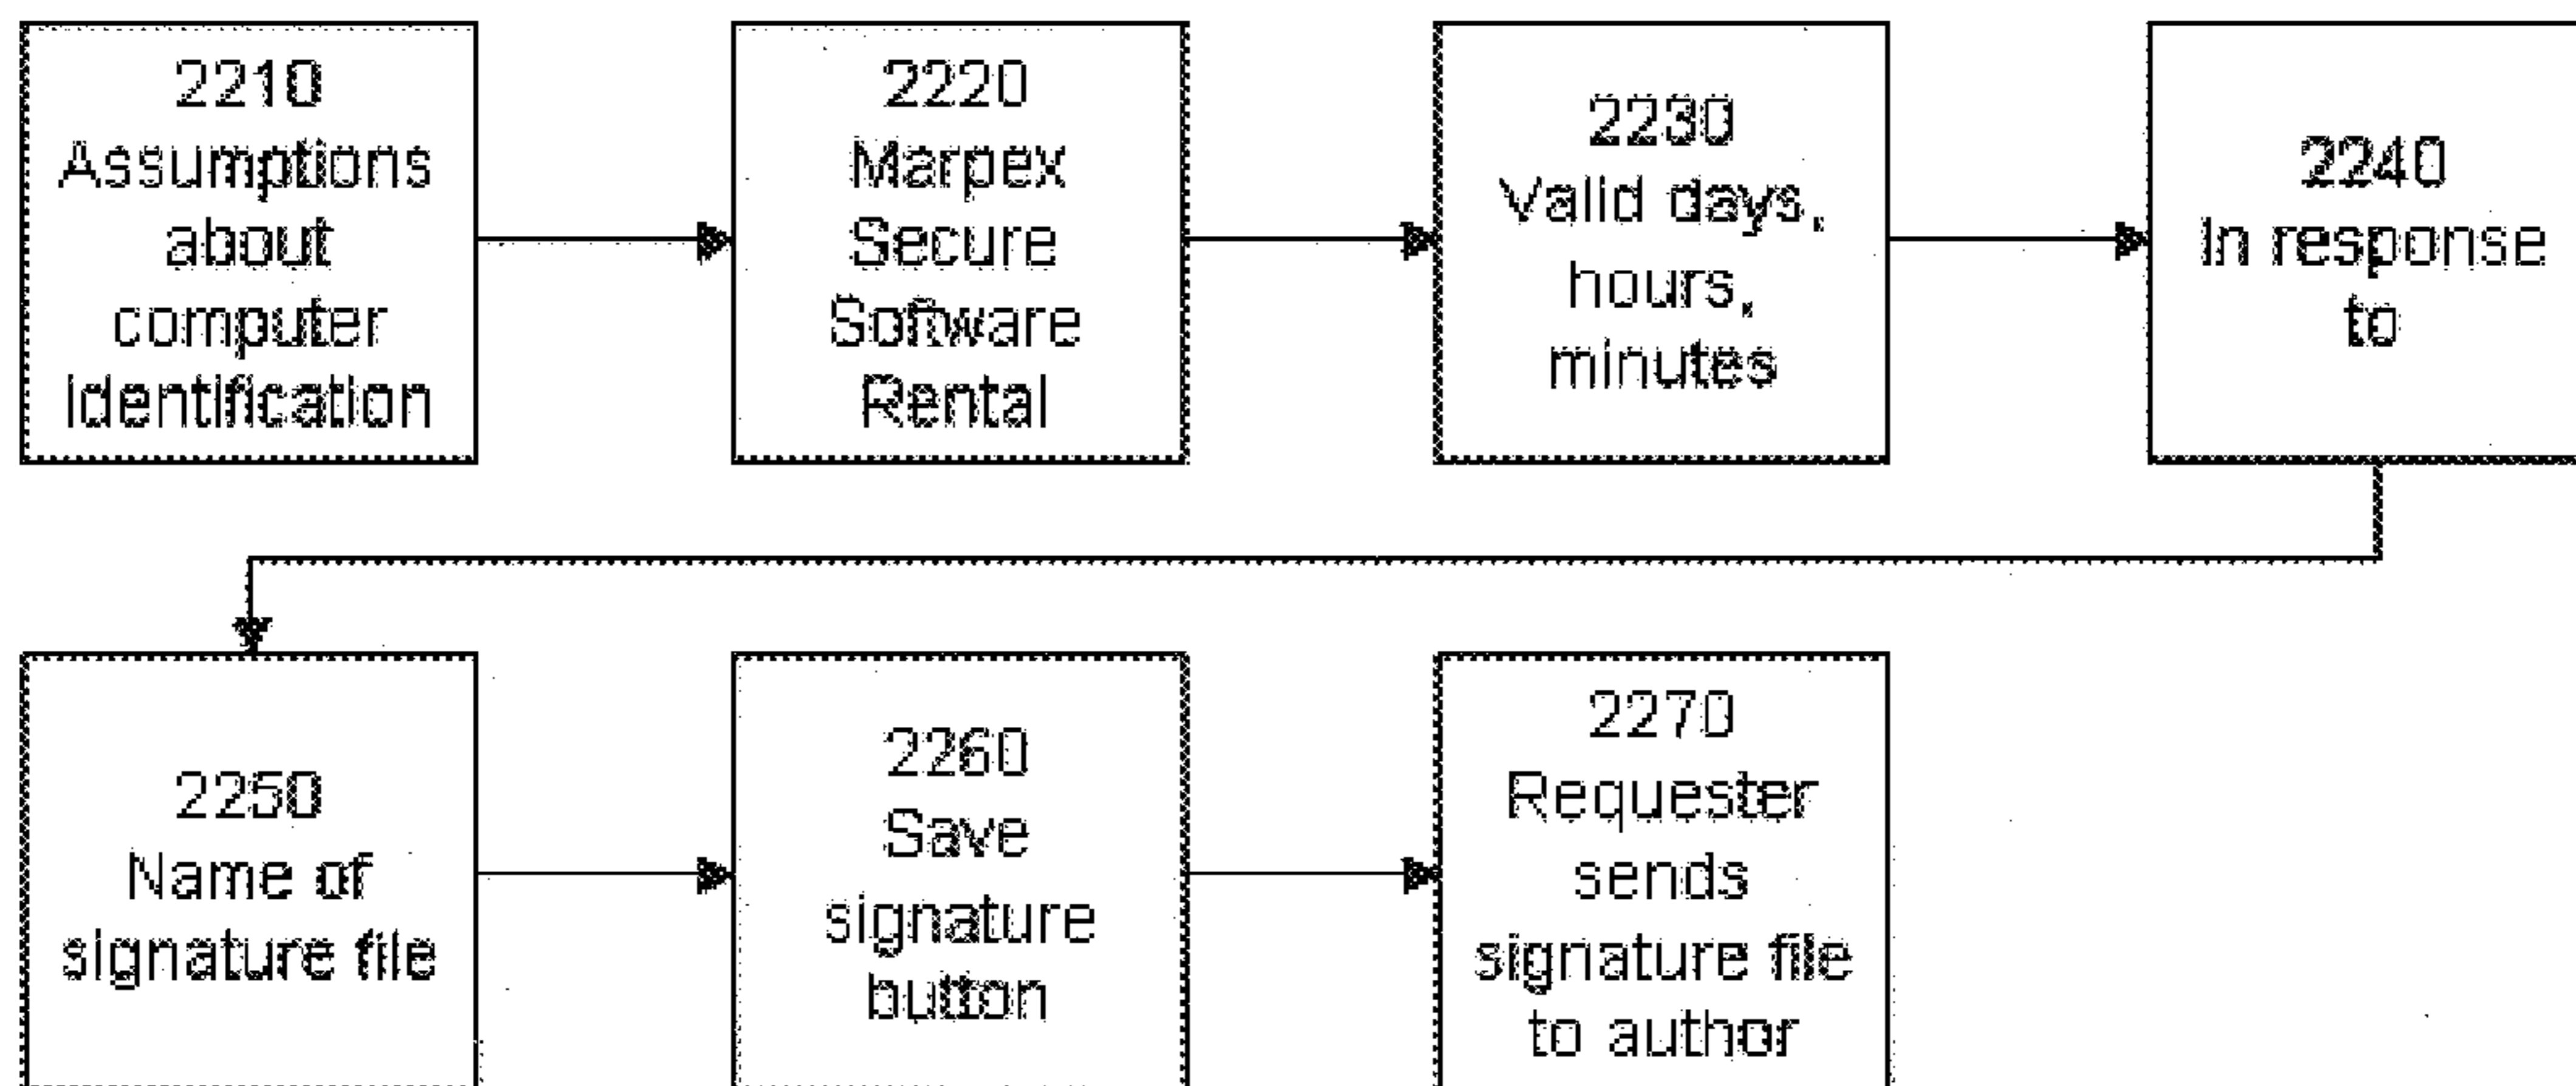 2210
Assumptions
about
computer
Identification
2220
Marpex
Secure
Software
Rental
2230
Valid days,
hours,
minutes
2240
In response
to
2250
Name of
signature file
2260
Save
signature
button
2270
Requester
sends
signature file
to author